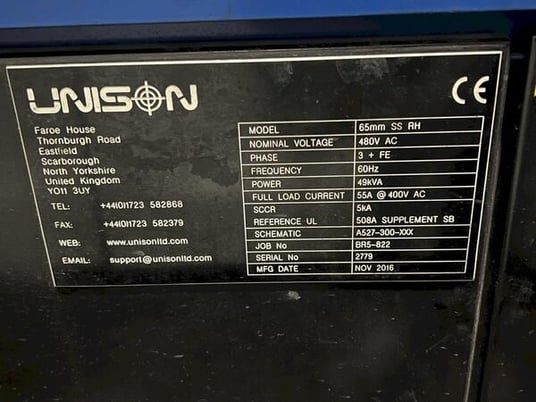 UNISON
CE
Faroe House
Thornburgh Road
Eastfield
Scarborough
North Yorkshire
United Kingdom
YO11 3UY
TEL: +44(0)1723 582868
FAX: +44(0)1723 582379
WEB: www.unisonltd.com
EMAIL: support@unisonltd.com
MODEL 65mm SS RH
NOMINAL VOLTAGE 480V AC
PHASE 3 + FE
FREQUENCY 60Hz
POWER 49kVA
FULL LOAD CURRENT 55A @ 400V AC
SCCR 5kA
REFERENCE UL 508A SUPPLEMENT SB
SCHEMATIC A527-300-XXX
JOB No BR5-822
SERIAL No 2779
MFG DATE NOV 2016